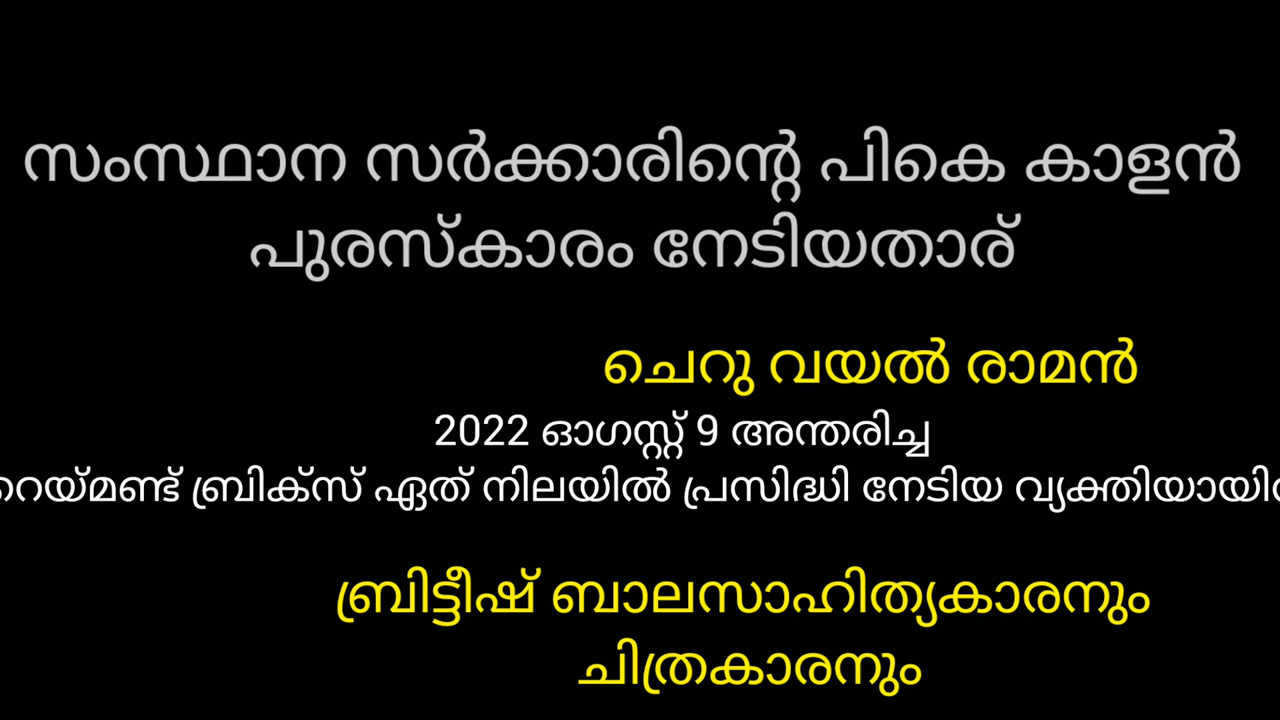 സംസ്ഥാന സർക്കാരിന്റെ പികെ കാളൻ
പുരസ്കാരം നേടിയതാര്
ചെറു വയൽ രാമൻ
2022 ഓഗസ്റ്റ് 9 അന്തരിച്ച
റെയ്മണ്ട് ബ്രിക്സ് ഏത് നിലയിൽ പ്രസിദ്ധി നേടിയ
ബ്രിട്ടീഷ് ബാലസാഹിത്യകാരനും
ചിത്രകാരനും